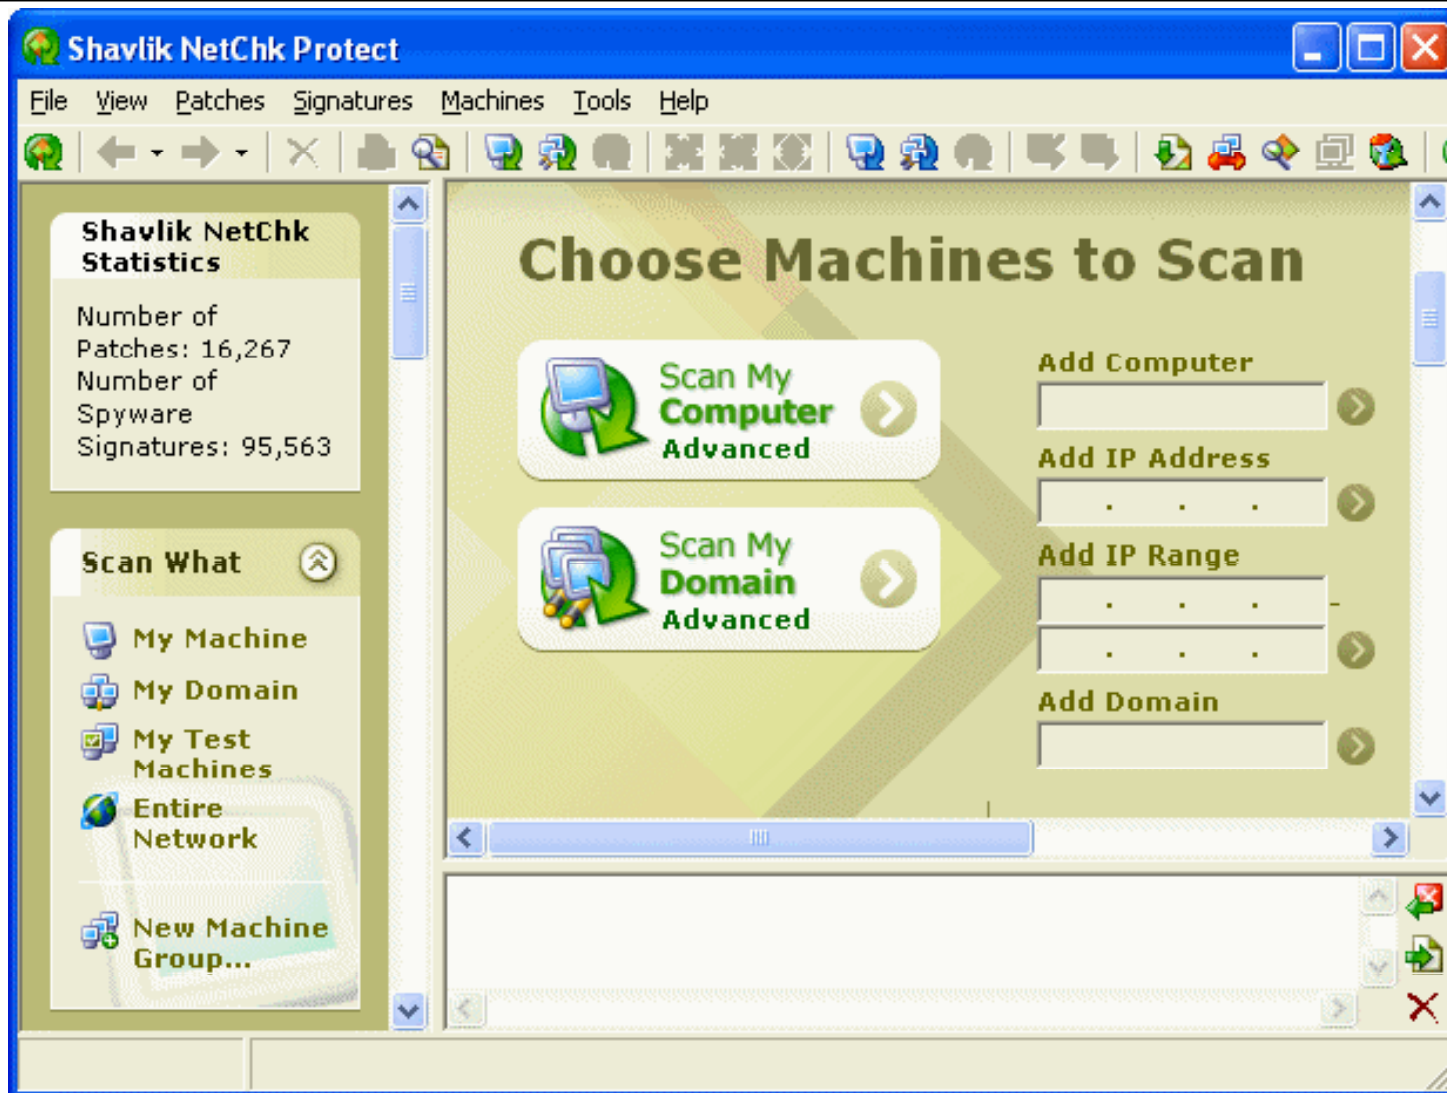 Shavlik NetChk Protect
File View Patches Signatures Machines Tools Help
Shavlik NetChk
Statistics
Number of
Patches: 16,267
Number of
Spyware
Signatures: 95,563
Scan What
My Machine
My Domain
My Test
Machines
Entire
Network
New Machine
Group...
Choose Machines to Scan
Scan My
Computer
Advanced
Scan My
Domain
Advanced
Add Computer
Add IP Address
. . .
Add IP Range
. . . -
. . .
Add Domain